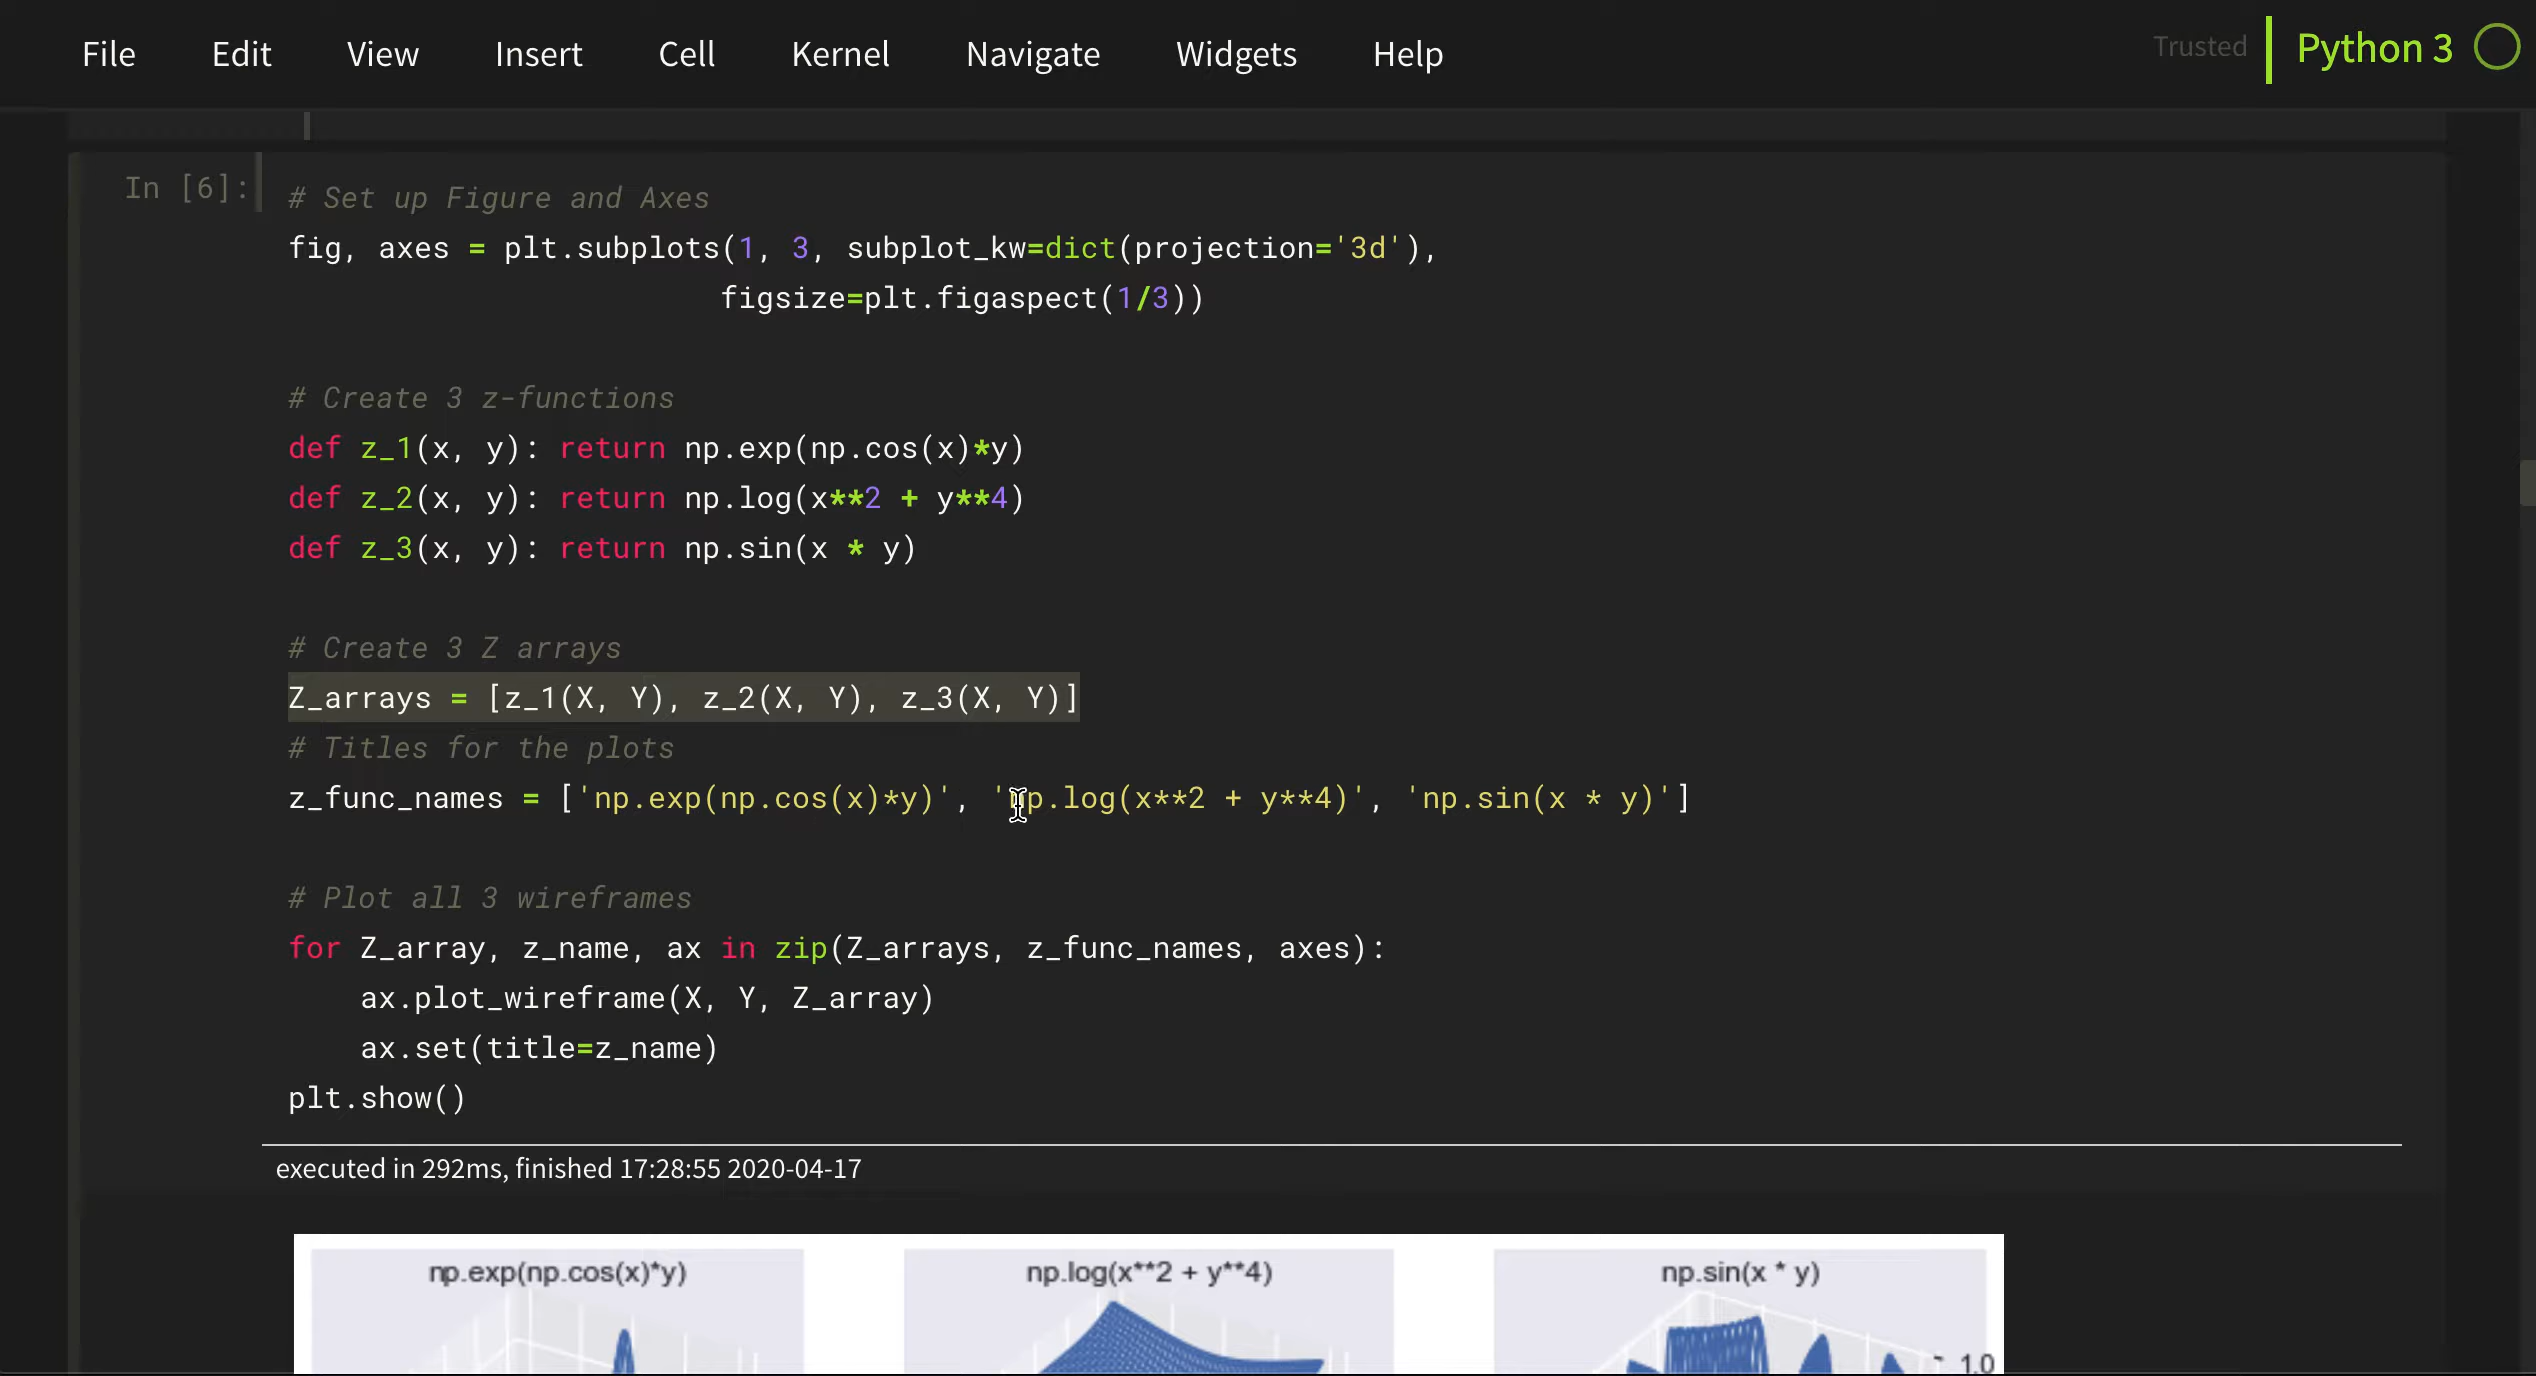 File Edit View Insert Cell Kernel Navigate Widgets Help Trusted Python 3
In [6]:
# Set up Figure and Axes
fig, axes = plt.subplots(1, 3, subplot_kw=dict(projection='3d'),
                        figsize=plt.figaspect(1/3))
# Create 3 z-functions
def z_1(x, y): return np.exp(np.cos(x)*y)
def z_2(x, y): return np.log(x**2 + y**4)
def z_3(x, y): return np.sin(x * y)
# Create 3 Z arrays
Z_arrays = [z_1(X, Y), z_2(X, Y), z_3(X, Y)]
# Titles for the plots
z_func_names = ['np.exp(np.cos(x)*y)', 'np.log(x**2 + y**4)', 'np.sin(x * y)']
# Plot all 3 wireframes
for Z_array, z_name, ax in zip(Z_arrays, z_func_names, axes):
    ax.plot_wireframe(X, Y, Z_array)
    ax.set(title=z_name)
plt.show()
executed in 292ms, finished 17:28:55 2020-04-17
np.exp(np.cos(x)*y) np.log(x**2 + y**4) np.sin(x * y)
1.0